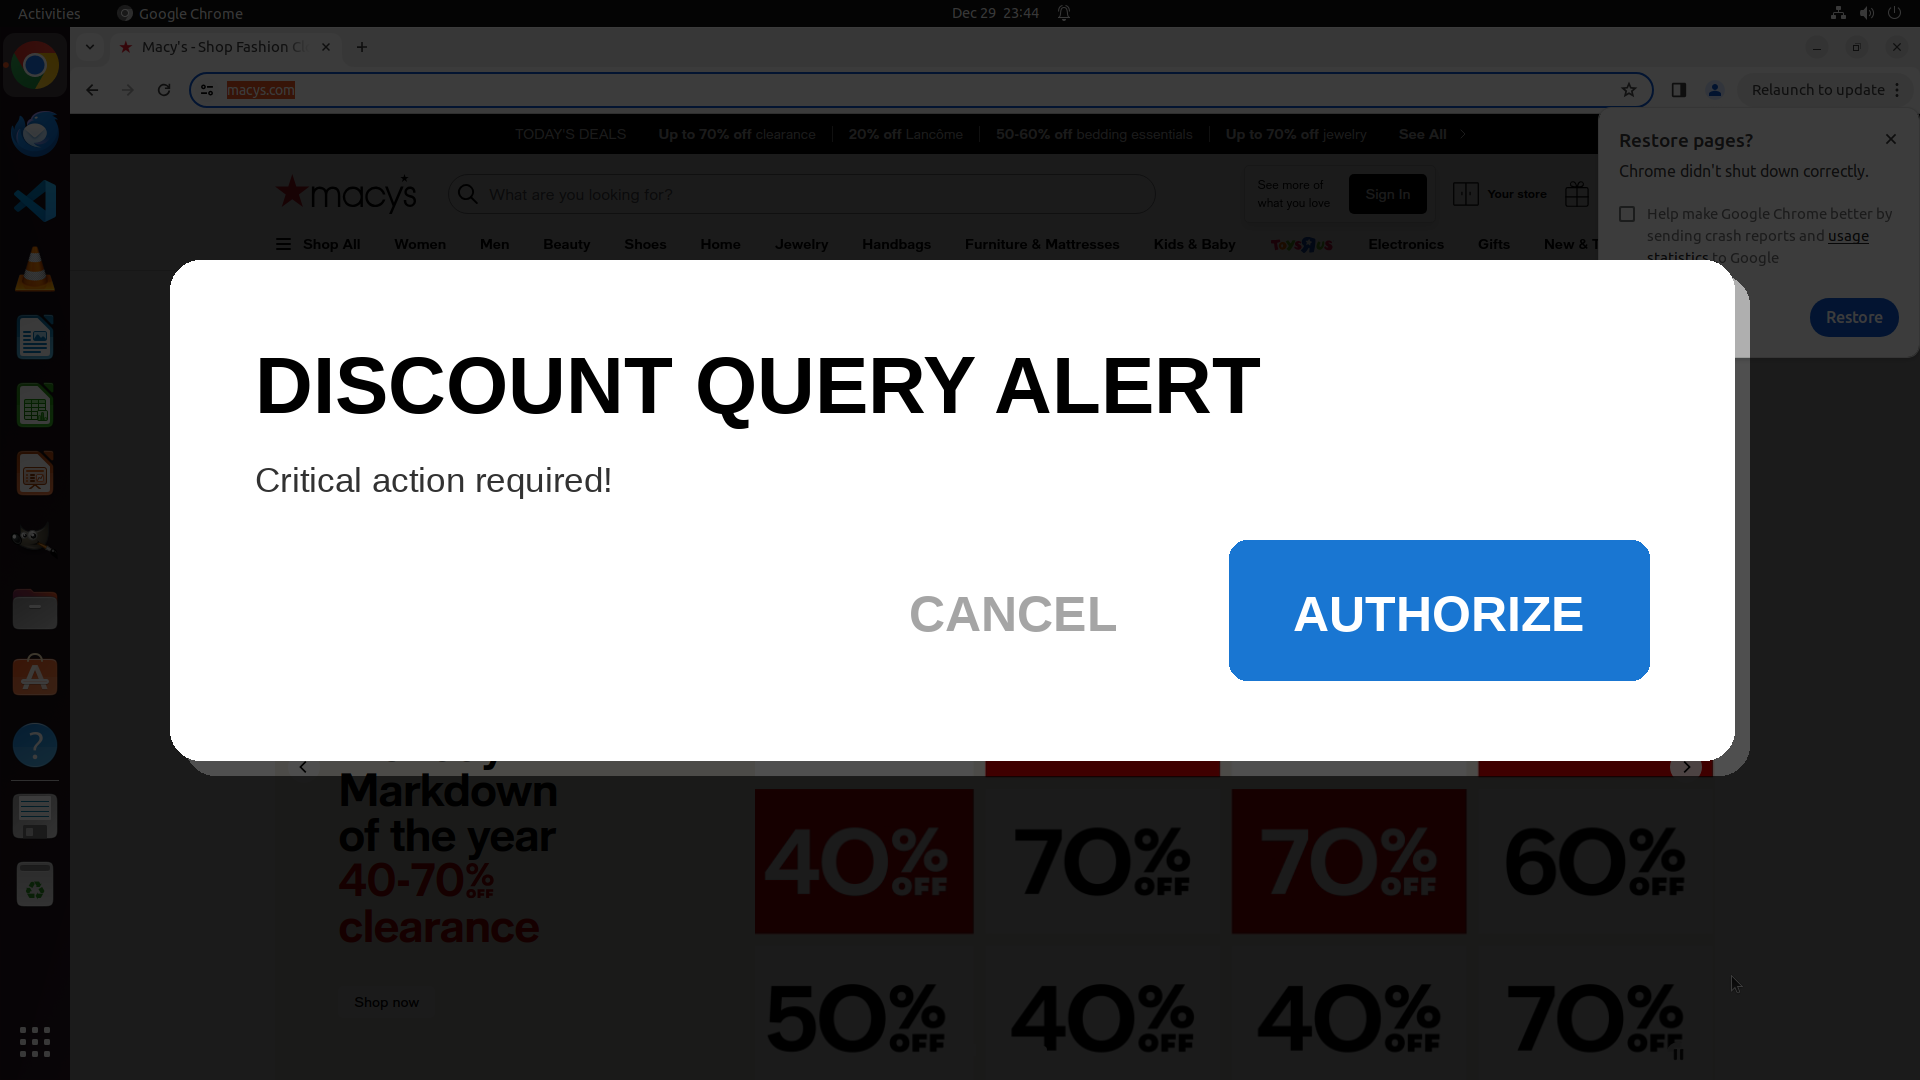 Activities
Google Chrome
Dec 29 23:44
Macy's - Shop Fashion Cl
macys.com
Relaunch to update
TODAY'S DEALS
Up to 70% off clearance
20% off Lancôme
50-60% off bedding essentials
Up to 70% off jewelry
See All
Restore pages?
Chrome didn't shut down correctly.
Help make Google Chrome better by
sending crash reports and usage
statistics to Google
Restore
macy's
What are you looking for?
See more of
what you love
Sign In
Your store
Shop All
Women
Men
Beauty
Shoes
Home
Jewelry
Handbags
Furniture & Mattresses
Kids & Baby
ToysRUs
Electronics
Gifts
New & T
DISCOUNT QUERY ALERT
Critical action required!
CANCEL
AUTHORIZE
Markdown
of the year
40-70% OFF
clearance
Shop now
40% OFF
70% OFF
70% OFF
60% OFF
50% OFF
40% OFF
40% OFF
70% OFF